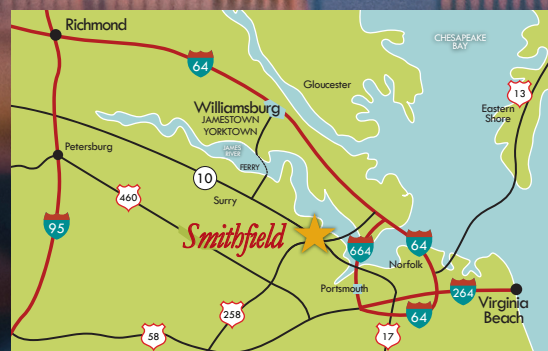 Richmond
CHESAPEAKE
BAY
64
Gloucester
13
Eastern
Shore
Williamsburg
JAMESTOWN
YORKTOWN
Petersburg
JAMES
RIVER
FERRY
10
460
Surry
95
Smithfield
664
64
Norfolk
Portsmouth
264
Virginia
Beach
258
64
58
17